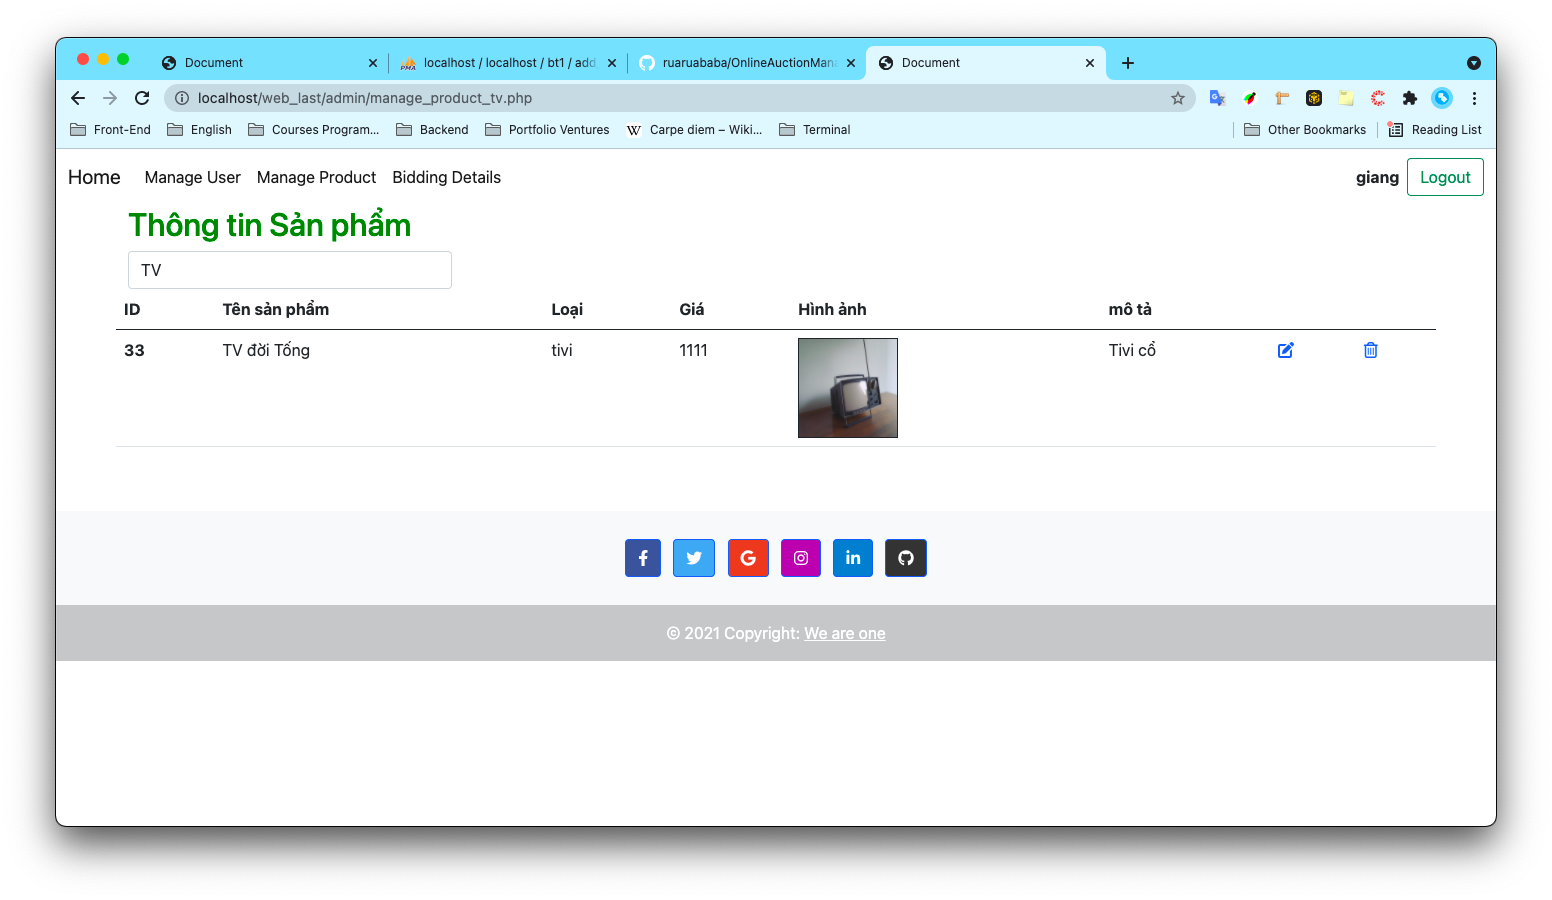 Document
localhost / localhost / bt1 / add
ruaruababa/OnlineAuctionMana
Document
localhost/web_last/admin/manage_product_tv.php
Front-End English Courses Program... Backend Portfolio Ventures Carpe diem – Wiki... Terminal Other Bookmarks Reading List
Home Manage User Manage Product Bidding Details giang Logout
Thông tin Sản phẩm
TV
ID Tên sản phẩm Loại Giá Hình ảnh mô tả
33 TV đời Tống tivi 1111 Tivi cổ
© 2021 Copyright: We are one